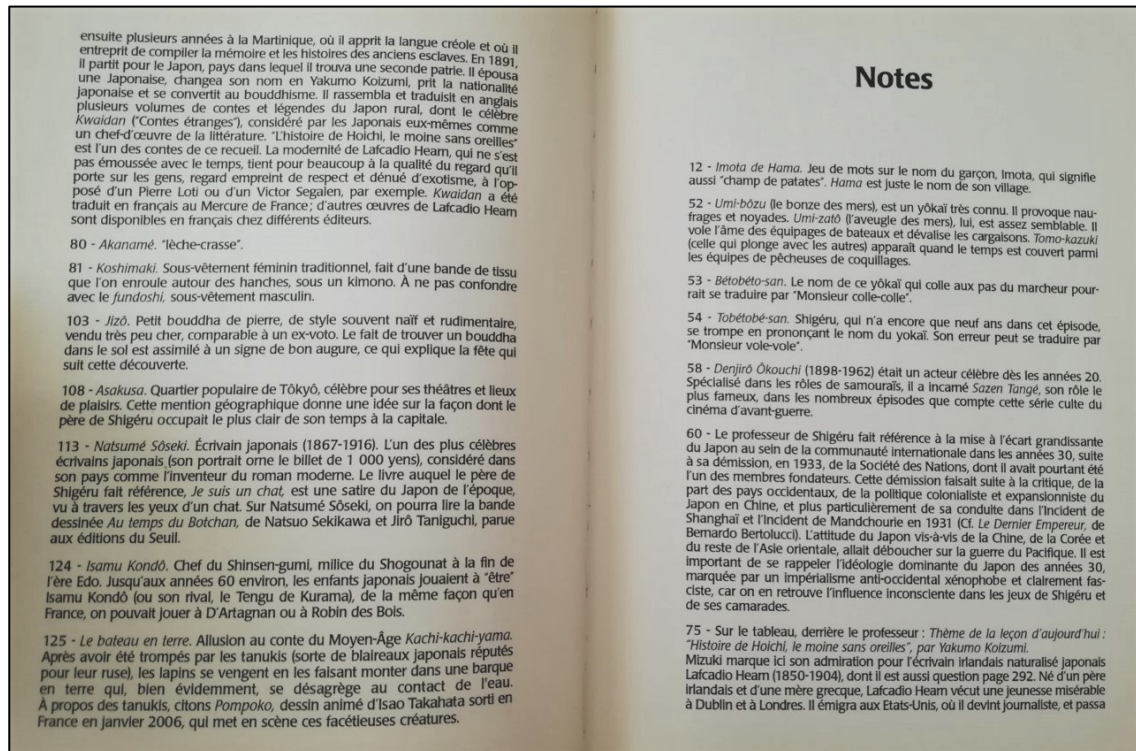 Notes
12 - Imota de Hama. Jeu de mots sur le nom du garçon, Imota, qui signifie
aussi "champ de patates". Hama est juste le nom de son village.
52 - Umi-bôzu (le bonze des mers), est un yôkaï très connu. Il provoque nau-
frages et noyades. Umi-zatô (l'aveugle des mers), lui, est assez semblable. Il
vole l'âme des équipages de bateaux et dévalise les cargaisons. Tomo-kazuki
(celle qui plonge avec les autres) apparaît quand le temps est couvert parmi
les équipes de pêcheuses de coquillages.
53 - Bétobéto-san. Le nom de ce yôkaï qui colle aux pas du marcheur pour-
rait se traduire par "Monsieur colle-colle".
54 - Tobétobé-san. Shigéru, qui n'a encore que neuf ans dans cet épisode,
se trompe en prononçant le nom du yokaï. Son erreur peut se traduire par
"Monsieur vole-vole".
58 - Denjirô Ôkouchi (1898-1962) était un acteur célèbre dès les années 20.
Spécialisé dans les rôles de samouraïs, il a incarné Sazen Tangé, son rôle le
plus fameux, dans les nombreux épisodes que compte cette série culte du
cinéma d'avant-guerre.
60 - Le professeur de Shigéru fait référence à la mise à l'écart grandissante
du Japon au sein de la communauté internationale dans les années 30, suite
à sa démission, en 1933, de la Société des Nations, dont il avait pourtant été
l'un des membres fondateurs. Cette démission faisait suite à la critique, de la
part des pays occidentaux, de la politique colonialiste et expansionniste du
Japon en Chine, et plus particulièrement de sa conduite dans l'Incident de
Shanghaï et l'Incident de Mandchourie en 1931 (Cf. Le Dernier Empereur, de
Bernardo Bertolucci). L'attitude du Japon vis-à-vis de la Chine, de la Corée et
du reste de l'Asie orientale, allait déboucher sur la guerre du Pacifique. Il est
important de se rappeler l'idéologie dominante du Japon des années 30,
marquée par un impérialisme anti-occidental xénophobe et clairement fas-
ciste, car on en retrouve l'influence inconsciente dans les jeux de Shigéru et
de ses camarades.
75 - Sur le tableau, derrière le professeur : Thème de la leçon d'aujourd'hui :
"Histoire de Hoichi, le moine sans oreilles", par Yakumo Koizumi.
Mizuki marque ici son admiration pour l'écrivain irlandais naturalisé japonais
Lafcadio Hearn (1850-1904), dont il est aussi question page 292. Né d'un père
irlandais et d'une mère grecque, Lafcadio Hearn vécut une jeunesse misérable
à Dublin et à Londres. Il émigra aux Etats-Unis, où il devint journaliste, et passa
ensuite plusieurs années à la Martinique, où il apprit la langue créole et où il
entreprit de compiler la mémoire et les histoires des anciens esclaves. En 1891,
il partit pour le Japon, pays dans lequel il trouva une seconde patrie. Il épousa
une Japonaise, changea son nom en Yakumo Koizumi, prit la nationalité
japonaise et se convertit au bouddhisme. Il rassembla et traduisit en anglais
plusieurs volumes de contes et légendes du Japon rural, dont le célèbre
Kwaidan ("Contes étranges"), considéré par les Japonais eux-mêmes comme
un chef-d'œuvre de la littérature. "L'histoire de Hoichi, le moine sans oreilles"
est l'un des contes de ce recueil. La modernité de Lafcadio Hearn, qui ne s'est
pas émoussée avec le temps, tient pour beaucoup à la qualité du regard qu'il
porte sur les gens, regard empreint de respect et dénué d'exotisme, à l'op-
posé d'un Pierre Loti ou d'un Victor Segalen, par exemple. Kwaidan a été
traduit en français au Mercure de France ; d'autres œuvres de Lafcadio Hearn
sont disponibles en français chez différents éditeurs.
80 - Akanamé. "lèche-crasse".
81 - Koshimaki. Sous-vêtement féminin traditionnel, fait d'une bande de tissu
que l'on enroule autour des hanches, sous un kimono. À ne pas confondre
avec le fundoshi, sous-vêtement masculin.
103 - Jizô. Petit bouddha de pierre, de style souvent naïf et rudimentaire,
vendu très peu cher, comparable à un ex-voto. Le fait de trouver un bouddha
dans le sol est assimilé à un signe de bon augure, ce qui explique la fête qui
suit cette découverte.
108 - Asakusa. Quartier populaire de Tôkyô, célèbre pour ses théâtres et lieux
de plaisirs. Cette mention géographique donne une idée sur la façon dont le
père de Shigéru occupait le plus clair de son temps à la capitale.
113 - Natsumé Sôseki. Écrivain japonais (1867-1916). L'un des plus célèbres
écrivains japonais (son portrait orne le billet de 1 000 yens), considéré dans
son pays comme l'inventeur du roman moderne. Le livre auquel le père de
Shigéru fait référence, Je suis un chat, est une satire du Japon de l'époque,
vu à travers les yeux d'un chat. Sur Natsumé Sôseki, on pourra lire la bande
dessinée Au temps du Botchan, de Natsuo Sekikawa et Jirô Taniguchi, parue
aux éditions du Seuil.
124 - Isamu Kondô. Chef du Shinsen-gumi, milice du Shogounat à la fin de
l'ère Edo. Jusqu'aux années 60 environ, les enfants japonais jouaient à "être"
Isamu Kondô (ou son rival, le Tengu de Kurama), de la même façon qu'en
France, on pouvait jouer à D'Artagnan ou à Robin des Bois.
125 - Le bateau en terre. Allusion au conte du Moyen-Âge Kachi-kachi-yama.
Après avoir été trompés par les tanukis (sorte de blaireaux japonais réputés
pour leur ruse), les lapins se vengent en les faisant monter dans une barque
en terre qui, bien évidemment, se désagrège au contact de l'eau.
À propos des tanukis, citons Pompoko, dessin animé d'Isao Takahata sorti en
France en janvier 2006, qui met en scène ces facétieuses créatures.